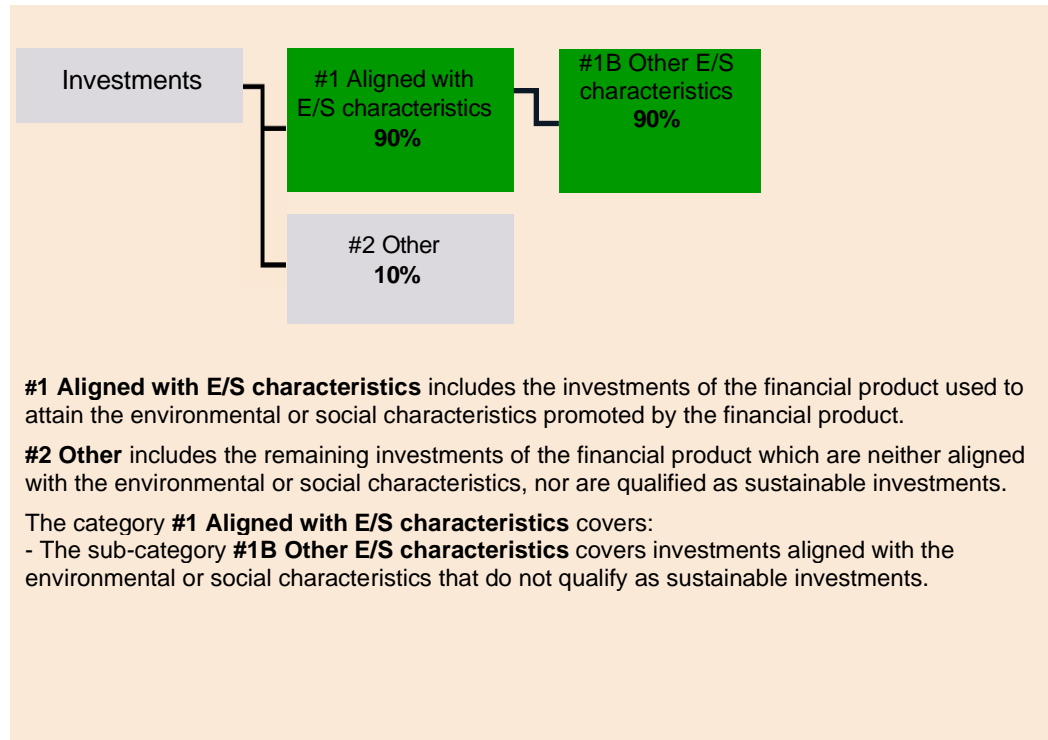 Investments
#1 Aligned with
E/S characteristics
90%
#1B Other E/S
characteristics
90%
#2 Other
10%
#1 Aligned with E/S characteristics includes the investments of the financial product used to
attain the environmental or social characteristics promoted by the financial product.
#2 Other includes the remaining investments of the financial product which are neither aligned
with the environmental or social characteristics, nor are qualified as sustainable investments.
The category #1 Aligned with E/S characteristics covers:
- The sub-category #1B Other E/S characteristics covers investments aligned with the
environmental or social characteristics that do not qualify as sustainable investments.